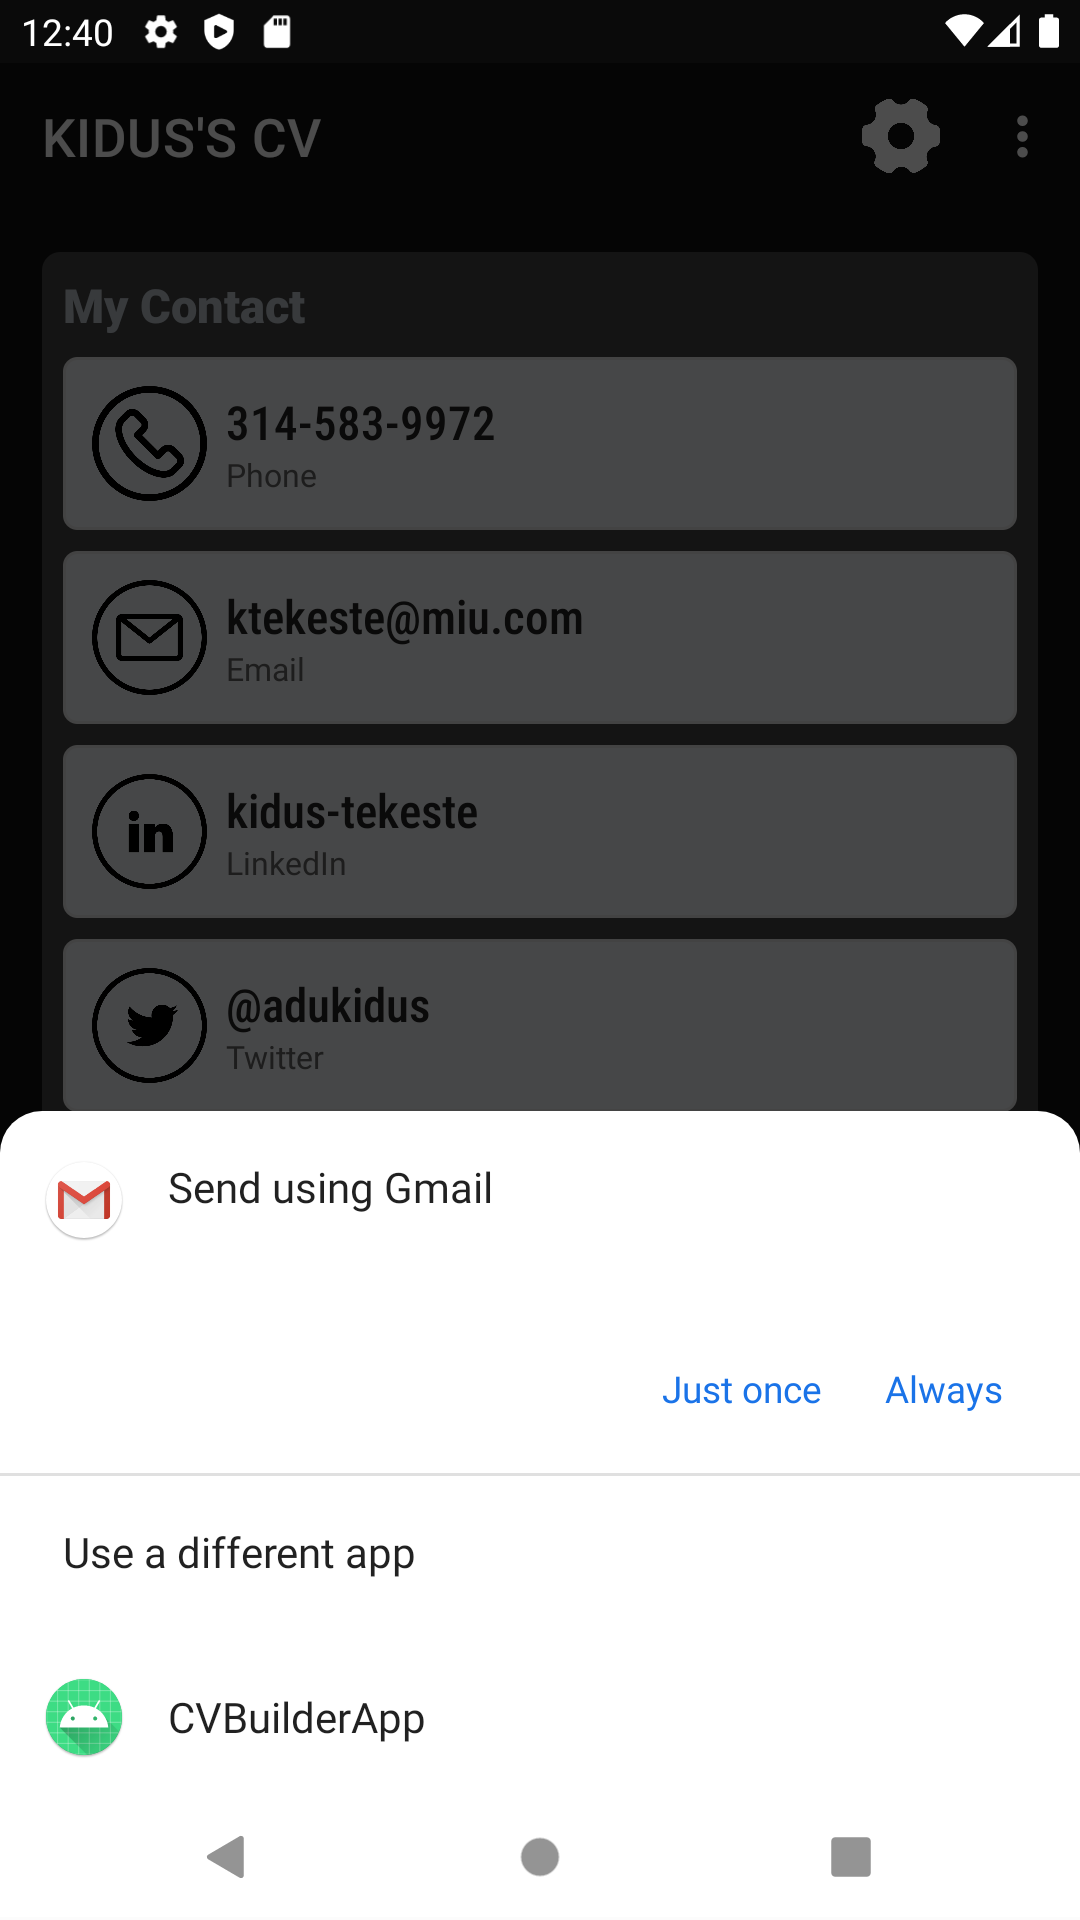 12:40
KIDUS'S CV
My Contact
314-583-9972
Phone
ktekeste@miu.com
Email
kidus-tekeste
LinkedIn
@adukidus
Twitter
Send using Gmail
Just once
Always
Use a different app
CVBuilderApp